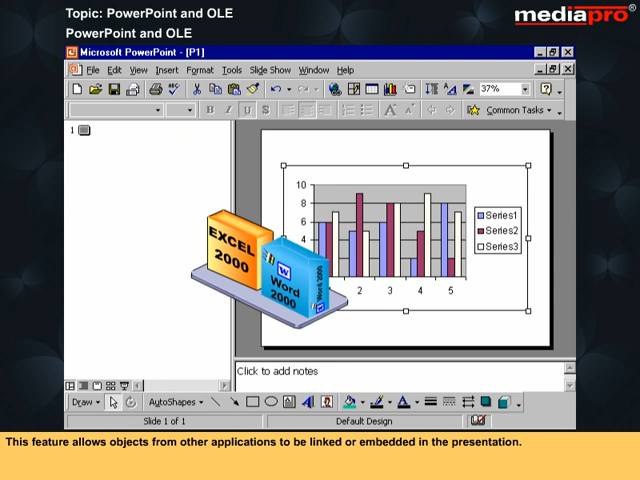 Topic: PowerPoint and OLE
mediapro®
PowerPoint and OLE
Microsoft PowerPoint - [P1]
File Edit View Insert Format Tools Slide Show Window Help
37%
B I U S
Common Tasks
1
10
8
6
4
2 3 4 5
Series1
Series2
Series3
EXCEL
2000
W
Word
2000
Word 2000
W
Click to add notes
Draw
AutoShapes
Slide 1 of 1
Default Design
This feature allows objects from other applications to be linked or embedded in the presentation.